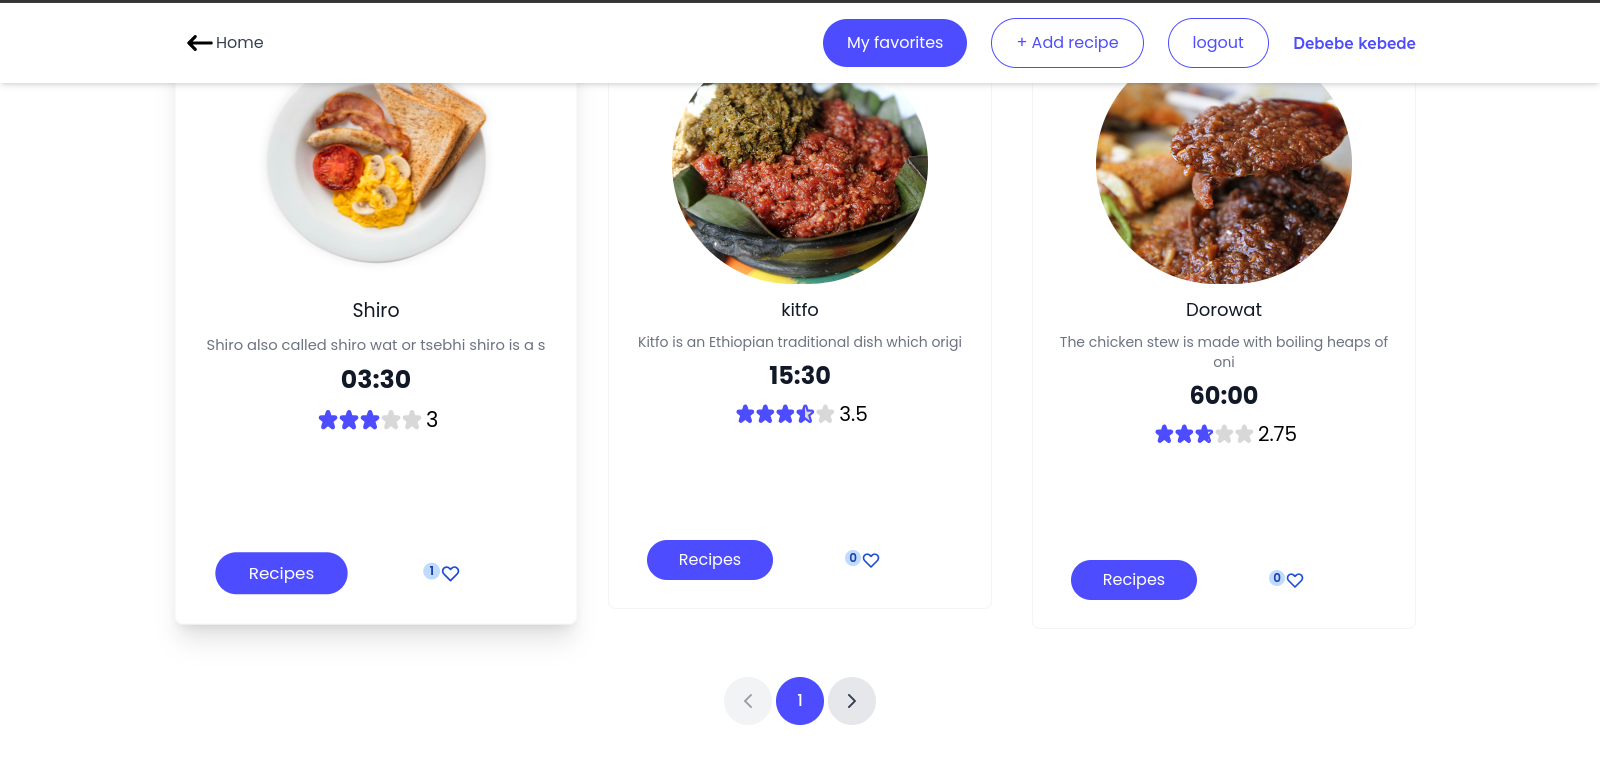 Home
My favorites
+ Add recipe
logout
Debebe kebede
Shiro
Shiro also called shiro wat or tsebhi shiro is a s
03:30
3
Recipes
1
kitfo
Kitfo is an Ethiopian traditional dish which origi
15:30
3.5
Recipes
0
Dorowat
The chicken stew is made with boiling heaps of
oni
60:00
2.75
Recipes
0
1